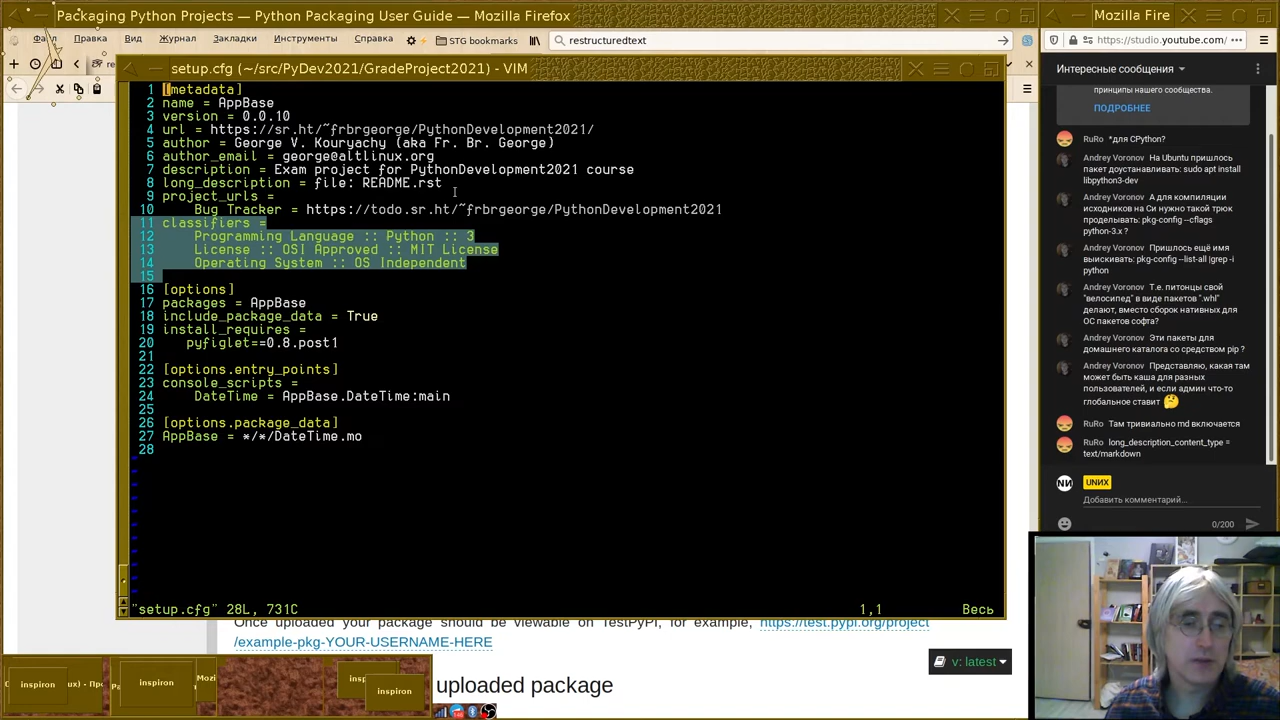 Packaging Python Projects — Python Packaging User Guide — Mozilla Firefox
Файл Правка Вид Журнал Закладки Инструменты Справка
STG bookmarks
restructuredtext
setup.cfg (~/src/PyDev2021/GradeProject2021) - VIM
1 [metadata]
2 name = AppBase
3 version = 0.0.10
4 url = https://sr.ht/~frbrgeorge/PythonDevelopment2021/
5 author = George V. Kouryachy (aka Fr. Br. George)
6 author_email = george@altlinux.org
7 description = Exam project for PythonDevelopment2021 course
8 long_description = file: README.rst
9 project_urls =
10 Bug Tracker = https://todo.sr.ht/~frbrgeorge/PythonDevelopment2021
11 classifiers =
12 Programming Language :: Python :: 3
13 License :: OSI Approved :: MIT License
14 Operating System :: OS Independent
15
16 [options]
17 packages = AppBase
18 include_package_data = True
19 install_requires =
20 pyfiglet==0.8.post1
21
22 [options.entry_points]
23 console_scripts =
24 DateTime = AppBase.DateTime:main
25
26 [options.package_data]
27 AppBase = */*/DateTime.mo
28
"setup.cfg" 28L, 731C 1,1 Весь
Once uploaded your package should be viewable on TestPyPI, for example, https://test.pypi.org/project
/example-pkg-YOUR-USERNAME-HERE
v: latest
uploaded package
inspiron
inspiron
inspiron
Mozilla Fire
https://studio.youtube.com/
Интересные сообщения
принципы нашего сообщества.
ПОДРОБНЕЕ
RuRo *для CPython?
Andrey Voronov На Ubuntu пришлось
пакет доустанавливать: sudo apt install
libpython3-dev
Andrey Voronov А для компиляции
исходников на Си нужно такой трюк
проделывать: pkg-config --cflags
python-3.x ?
Andrey Voronov Пришлось ещё имя
выискивать: pkg-config --list-all |grep -i
python
Andrey Voronov Т.е. питонцы свой
"велосипед" в виде пакетов ".whl"
делают, вместо сборок нативных для
ОС пакетов софта?
Andrey Voronov Эти пакеты для
домашнего каталога со средством pip ?
Andrey Voronov Представляю, какая там
может быть каша для разных
пользователей, и если админ что-то
глобальное ставит
RuRo Там тривиально md включается
RuRo long_description_content_type =
text/markdown
UNИX
Добавить комментарий...
0/200